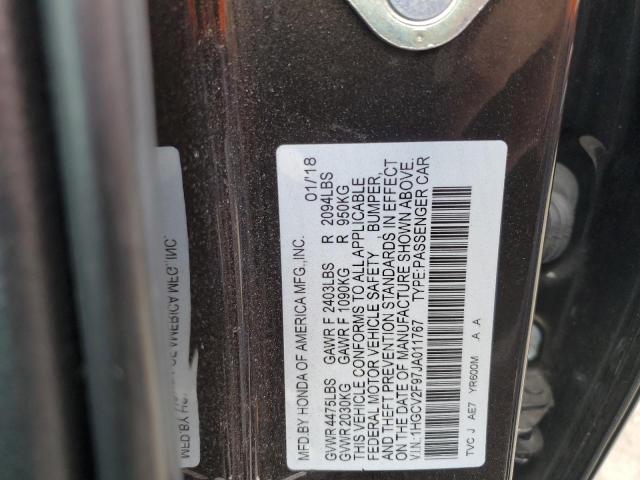 MFD.BY HONDA OF AMERICA MFG.,INC. 01/18
GVWR 4475LBS GAWR F 2403LBS R 2094LBS
GVWR 2030KG GAWR F 1090KG R 950KG
THIS VEHICLE CONFORMS TO ALL APPLICABLE
FEDERAL MOTOR VEHICLE SAFETY , BUMPER,
AND THEFT PREVENTION STANDARDS IN EFFECT
ON THE DATE OF MANUFACTURE SHOWN ABOVE.
V.I.N.:1HGCV2F97JA011767 TYPE:PASSENGER CAR
TVC J AE7 YR600M .A .A